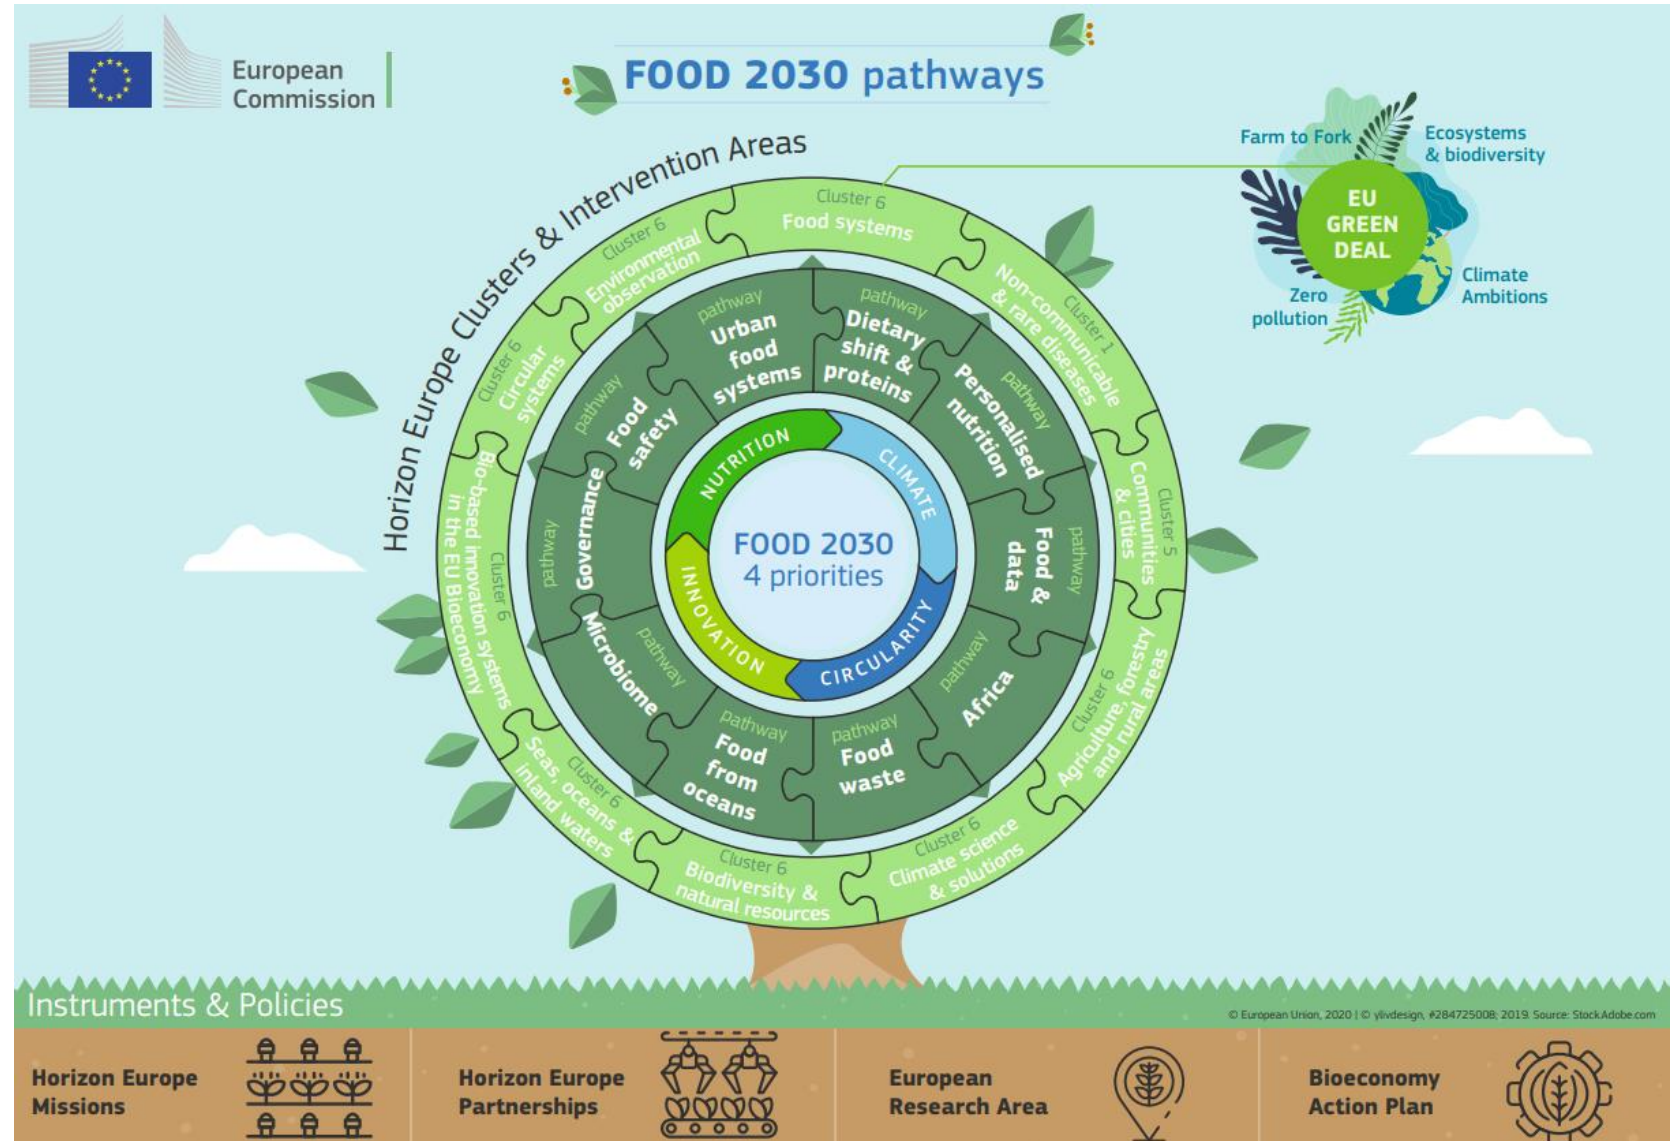 European
Commission
FOOD 2030 pathways
Horizon Europe Clusters & Intervention Areas
Farm to Fork
Ecosystems
& biodiversity
EU
GREEN
DEAL
Climate
Ambitions
Zero
pollution
Cluster 6
Food systems
Cluster 1
Non-communicable
& rare diseases
Cluster 5
Communities
& cities
Cluster 6
Agriculture, forestry
and rural areas
Cluster 6
Climate science
& solutions
Cluster 6
Biodiversity &
natural resources
Cluster 6
Seas, oceans &
inland waters
Cluster 6
Bio-based innovation systems
in the EU Bioeconomy
Cluster 6
Circular
systems
Cluster 6
Environmental
observation
pathway
Urban
food
systems
pathway
Dietary
shift &
proteins
pathway
Personalised
nutrition
pathway
Food &
data
pathway
Africa
pathway
Food
waste
pathway
Food
from
oceans
pathway
Microbiome
pathway
Governance
pathway
Food
safety
NUTRITION
CLIMATE
CIRCULARITY
INNOVATION
FOOD 2030
4 priorities
Instruments & Policies
© European Union, 2020 | © ylivdesign, #284725008; 2019. Source: StockAdobe.com
Horizon Europe
Missions
Horizon Europe
Partnerships
European
Research Area
Bioeconomy
Action Plan